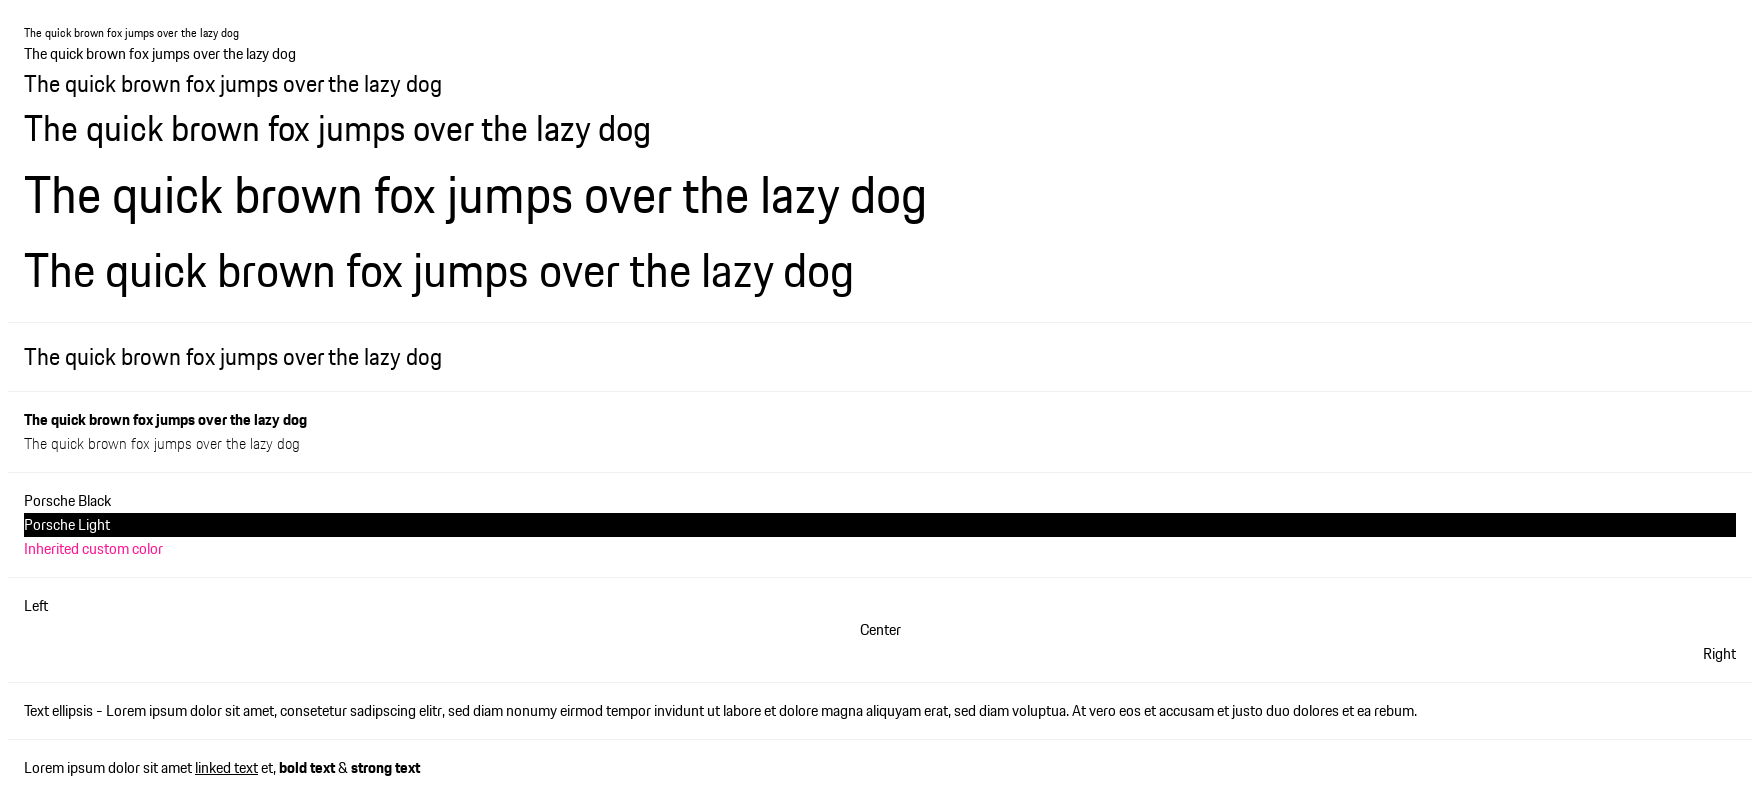 The quick brown fox jumps over the lazy dog
The quick brown fox jumps over the lazy dog
The quick brown fox jumps over the lazy dog
The quick brown fox jumps over the lazy dog
The quick brown fox jumps over the lazy dog
The quick brown fox jumps over the lazy dog
The quick brown fox jumps over the lazy dog
The quick brown fox jumps over the lazy dog
The quick brown fox jumps over the lazy dog
Porsche Black
Porsche Light
Inherited custom color
Left
Center
Right
Text ellipsis - Lorem ipsum dolor sit amet, consetetur sadipscing elitr, sed diam nonumy eirmod tempor invidunt ut labore et dolore magna aliquyam erat, sed diam voluptua. At vero eos et accusam et justo duo dolores et ea rebum.
Lorem ipsum dolor sit amet linked text et, bold text & strong text